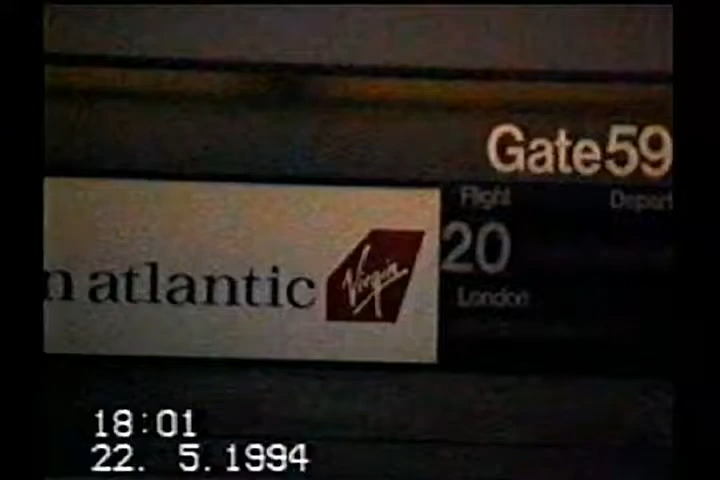 Gate59
Flight Depart
n atlantic Virgin 20
London
18:01
22. 5.1994